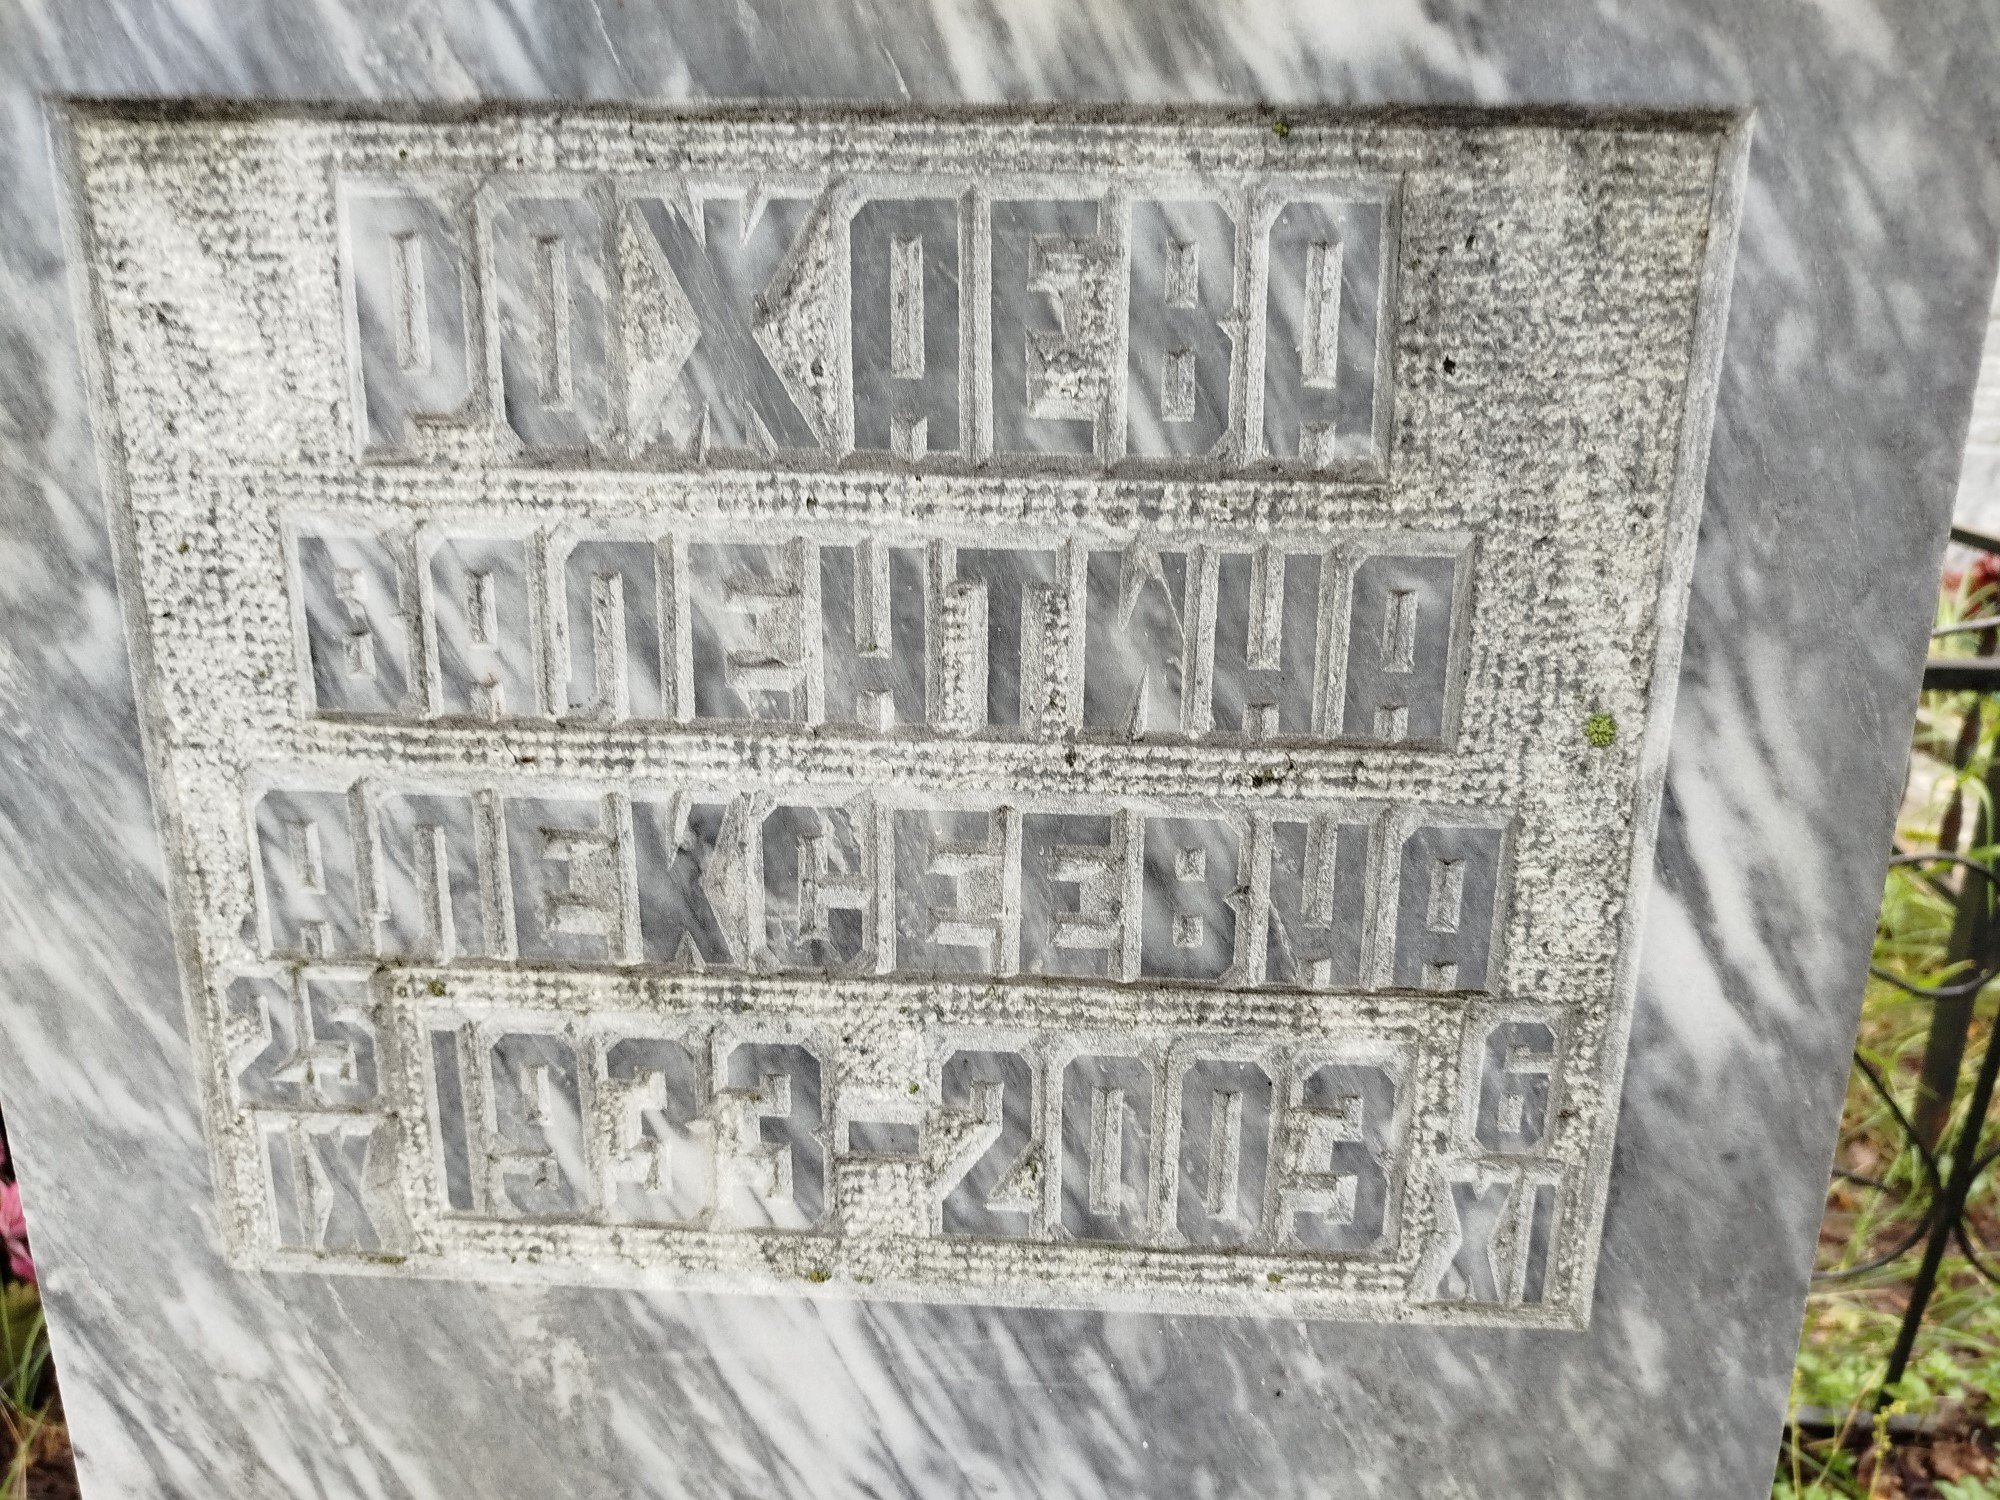 РОЖАЕВА
ВАЛЕНТИНА
АЛЕКСЕЕВНА
25 IX 1933-2003 6 XI